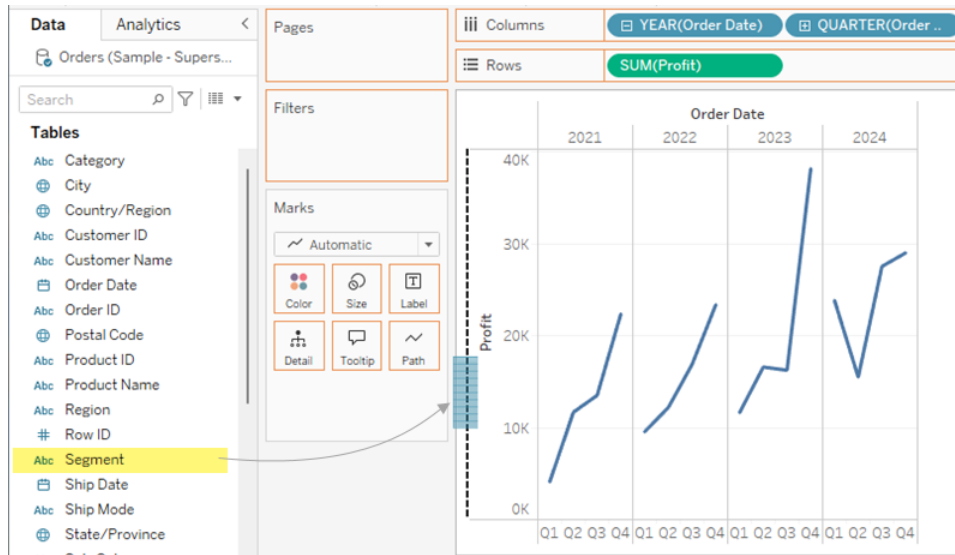 Data
Analytics
Orders (Sample - Supers...
Search
Tables
Abc Category
City
Country/Region
Abc Customer ID
Abc Customer Name
Order Date
Abc Order ID
Postal Code
Abc Product ID
Abc Product Name
Abc Region
# Row ID
Abc Segment
Ship Date
Abc Ship Mode
State/Province
Pages
Filters
Marks
Automatic
Color Size Label
Detail Tooltip Path
Columns
YEAR(Order Date)
QUARTER(Order ..
Rows
SUM(Profit)
Order Date
2021 2022 2023 2024
Profit
40K
30K
20K
10K
0K
Q1 Q2 Q3 Q4 Q1 Q2 Q3 Q4 Q1 Q2 Q3 Q4 Q1 Q2 Q3 Q4